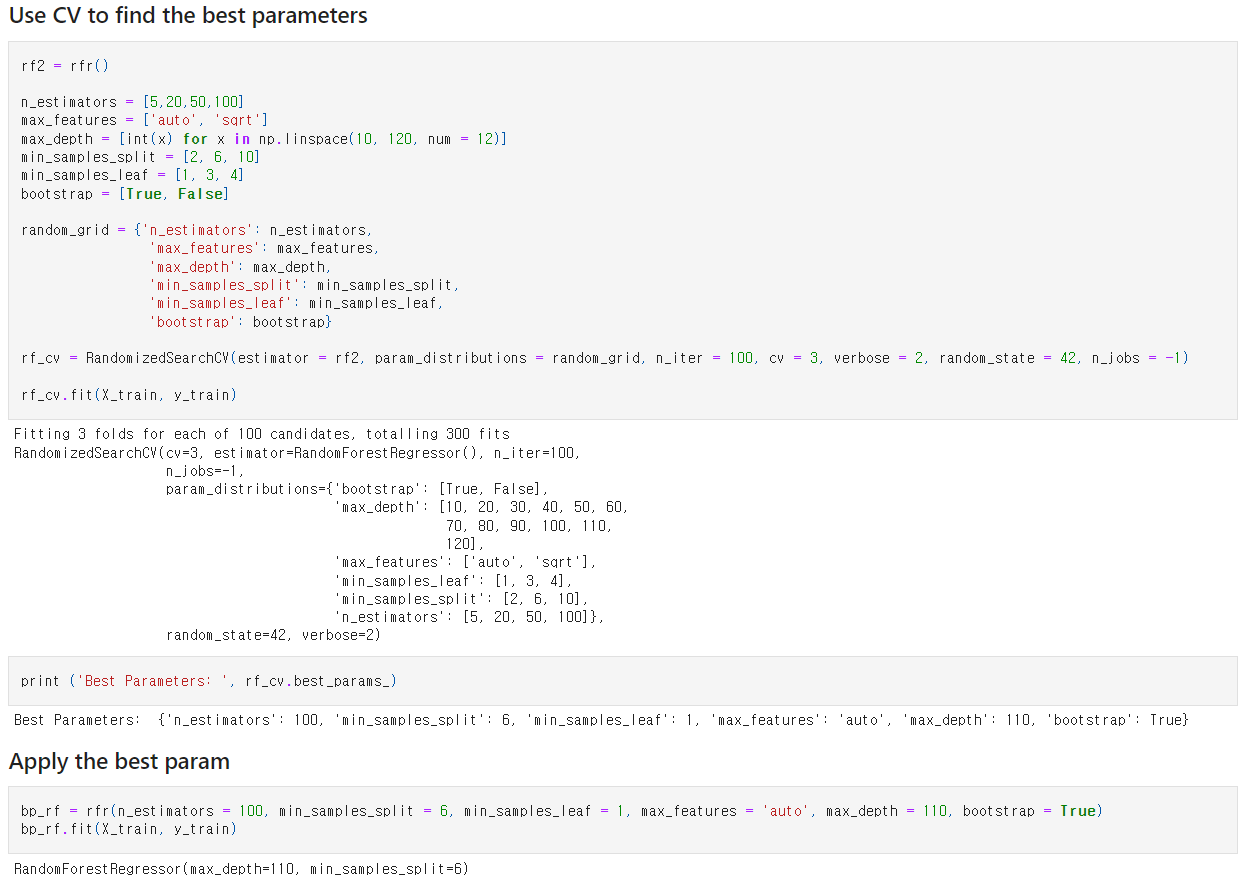 Use CV to find the best parameters
rf2 = rfr()
n_estimators = [5,20,50,100]
max_features = ['auto', 'sqrt']
max_depth = [int(x) for x in np.linspace(10, 120, num = 12)]
min_samples_split = [2, 6, 10]
min_samples_leaf = [1, 3, 4]
bootstrap = [True, False]
random_grid = {'n_estimators': n_estimators,
'max_features': max_features,
'max_depth': max_depth,
'min_samples_split': min_samples_split,
'min_samples_leaf': min_samples_leaf,
'bootstrap': bootstrap}
rf_cv = RandomizedSearchCV(estimator = rf2, param_distributions = random_grid, n_iter = 100, cv = 3, verbose = 2, random_state = 42, n_jobs = -1)
rf_cv.fit(X_train, y_train)
Fitting 3 folds for each of 100 candidates, totalling 300 fits
RandomizedSearchCV(cv=3, estimator=RandomForestRegressor(), n_iter=100,
n_jobs=-1,
param_distributions={'bootstrap': [True, False],
'max_depth': [10, 20, 30, 40, 50, 60,
70, 80, 90, 100, 110,
120],
'max_features': ['auto', 'sqrt'],
'min_samples_leaf': [1, 3, 4],
'min_samples_split': [2, 6, 10],
'n_estimators': [5, 20, 50, 100]},
random_state=42, verbose=2)
print ('Best Parameters: ', rf_cv.best_params_)
Best Parameters:  {'n_estimators': 100, 'min_samples_split': 6, 'min_samples_leaf': 1, 'max_features': 'auto', 'max_depth': 110, 'bootstrap': True}
Apply the best param
bp_rf = rfr(n_estimators = 100, min_samples_split = 6, min_samples_leaf = 1, max_features = 'auto', max_depth = 110, bootstrap = True)
bp_rf.fit(X_train, y_train)
RandomForestRegressor(max_depth=110, min_samples_split=6)